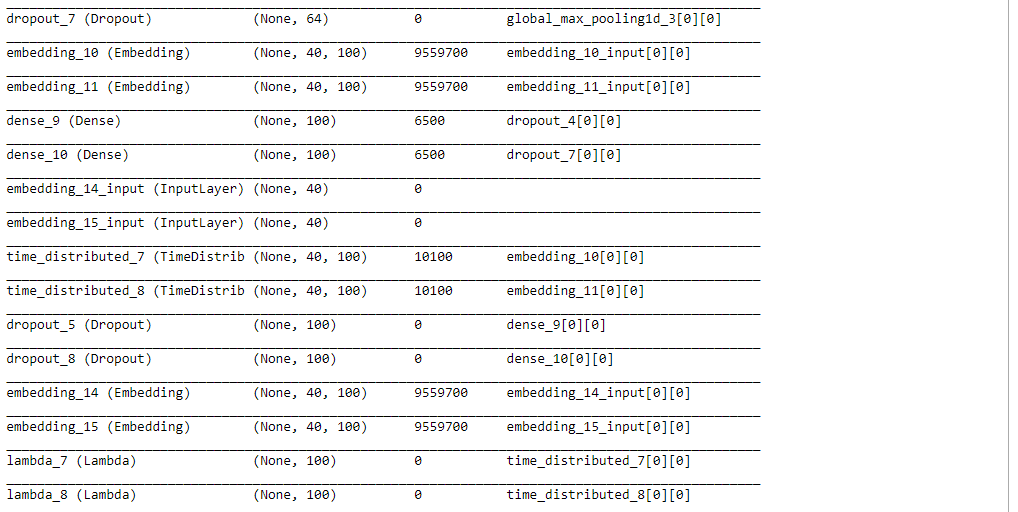 dropout_7 (Dropout) (None, 64) 0 global_max_pooling1d_3[0][0]
embedding_10 (Embedding) (None, 40, 100) 9559700 embedding_10_input[0][0]
embedding_11 (Embedding) (None, 40, 100) 9559700 embedding_11_input[0][0]
dense_9 (Dense) (None, 100) 6500 dropout_4[0][0]
dense_10 (Dense) (None, 100) 6500 dropout_7[0][0]
embedding_14_input (InputLayer) (None, 40) 0
embedding_15_input (InputLayer) (None, 40) 0
time_distributed_7 (TimeDistrib (None, 40, 100) 10100 embedding_10[0][0]
time_distributed_8 (TimeDistrib (None, 40, 100) 10100 embedding_11[0][0]
dropout_5 (Dropout) (None, 100) 0 dense_9[0][0]
dropout_8 (Dropout) (None, 100) 0 dense_10[0][0]
embedding_14 (Embedding) (None, 40, 100) 9559700 embedding_14_input[0][0]
embedding_15 (Embedding) (None, 40, 100) 9559700 embedding_15_input[0][0]
lambda_7 (Lambda) (None, 100) 0 time_distributed_7[0][0]
lambda_8 (Lambda) (None, 100) 0 time_distributed_8[0][0]